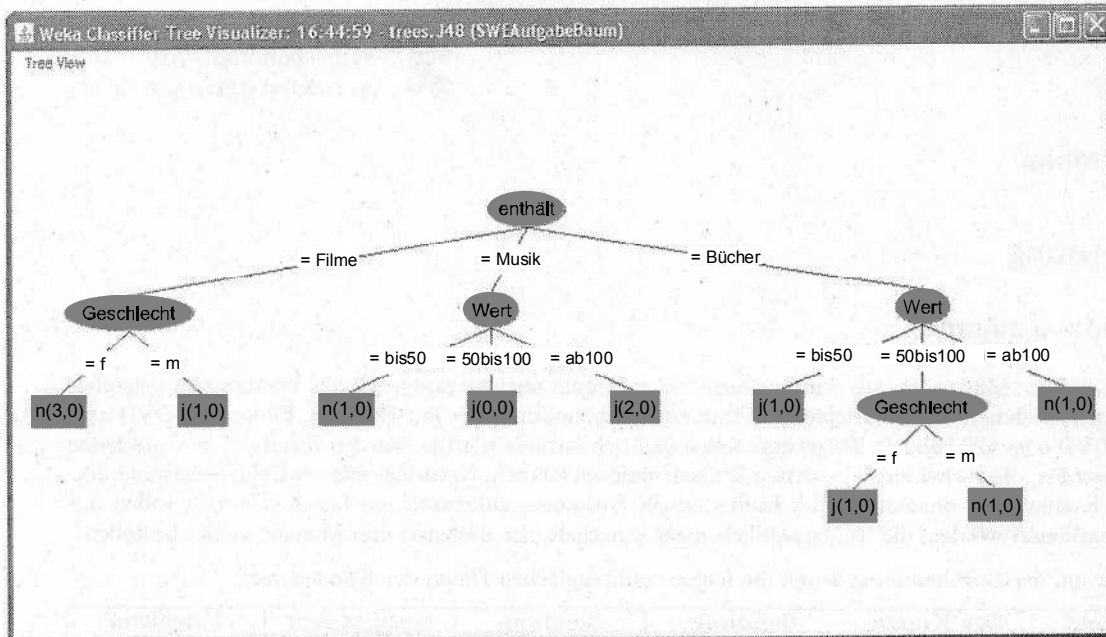 Weka Classifier Tree Visualizer: 16:44:59 - trees.J48 (SWEAufgabeBaum)
Tree View
enthält
= Filme = Musik = Bücher
Geschlecht Wert Wert
= f = m = bis50 = 50bis100 = ab100 = bis50 = 50bis100 = ab100
n(3,0) j(1,0) n(1,0) j(0,0) j(2,0) j(1,0) Geschlecht n(1,0)
= f = m
j(1,0) n(1,0)